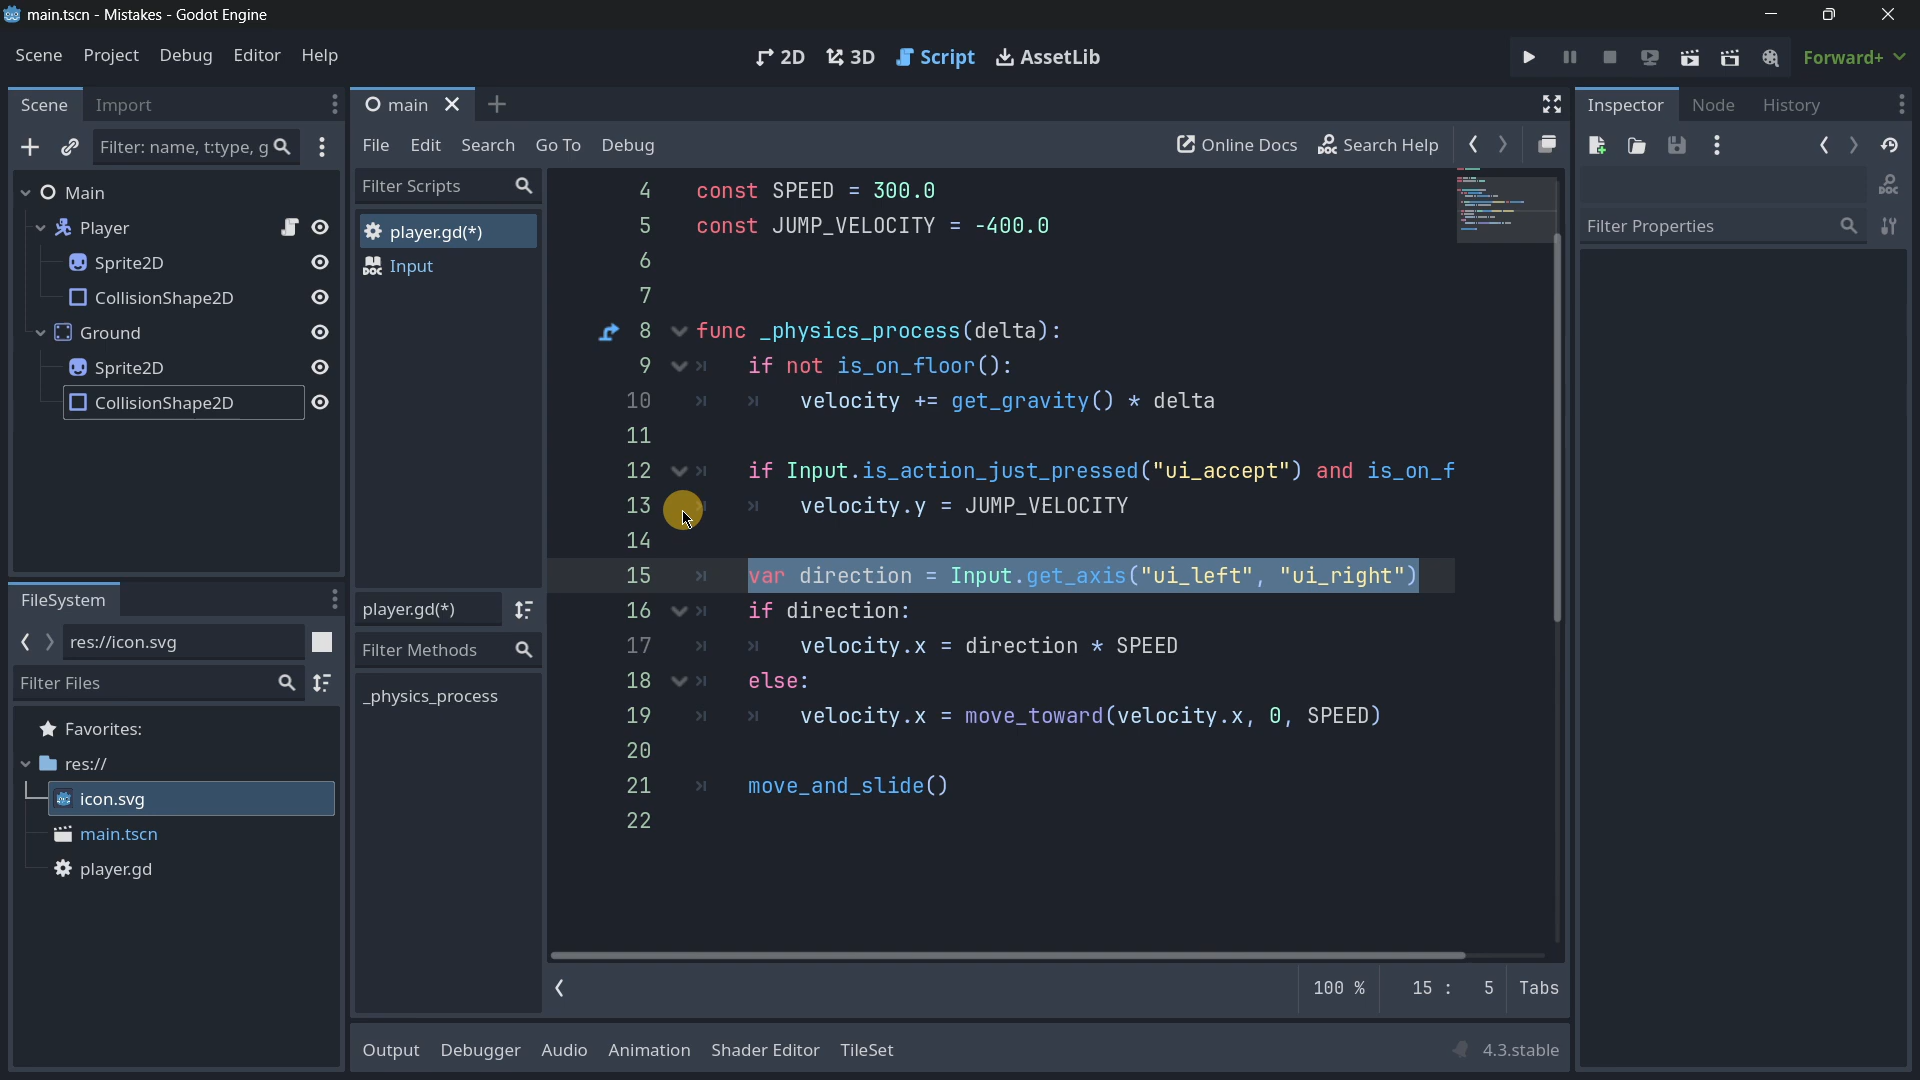 main.tscn - Mistakes - Godot Engine
Scene Project Debug Editor Help
2D 3D Script AssetLib
Forward+
Scene Import
Filter: name, t:type, g
Main
Player
Sprite2D
CollisionShape2D
Ground
Sprite2D
CollisionShape2D
FileSystem
res://icon.svg
Filter Files
Favorites:
res://
icon.svg
main.tscn
player.gd
main
File Edit Search Go To Debug
Online Docs Search Help
Filter Scripts
player.gd(*)
Input
player.gd(*)
Filter Methods
_physics_process
4 const SPEED = 300.0
5 const JUMP_VELOCITY = -400.0
6
7
8 func _physics_process(delta):
9 if not is_on_floor():
10 velocity += get_gravity() * delta
11
12 if Input.is_action_just_pressed("ui_accept") and is_on_f
13 velocity.y = JUMP_VELOCITY
14
15 var direction = Input.get_axis("ui_left", "ui_right")
16 if direction:
17 velocity.x = direction * SPEED
18 else:
19 velocity.x = move_toward(velocity.x, 0, SPEED)
20
21 move_and_slide()
22
100 % 15 : 5 Tabs
Output Debugger Audio Animation Shader Editor TileSet
4.3.stable
Inspector Node History
Filter Properties